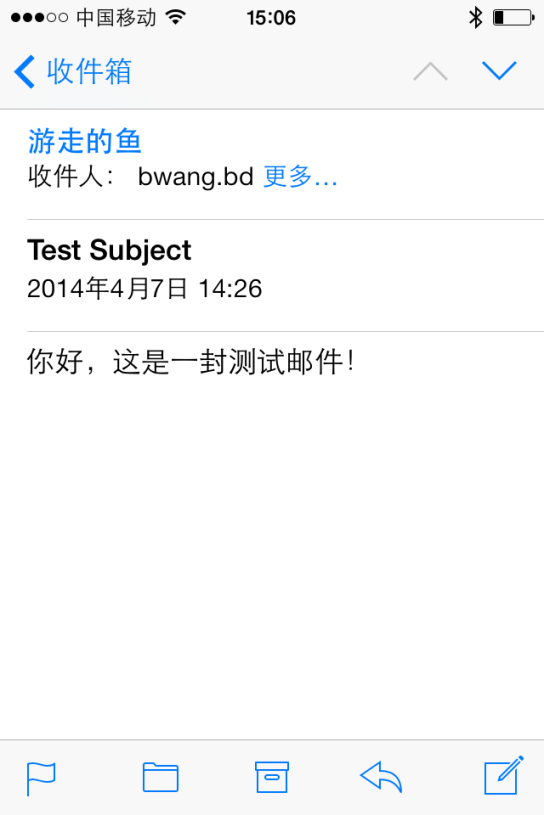 中国移动 15:06
收件箱
游走的鱼
收件人： bwang.bd 更多...
Test Subject
2014年4月7日 14:26
你好，这是一封测试邮件！